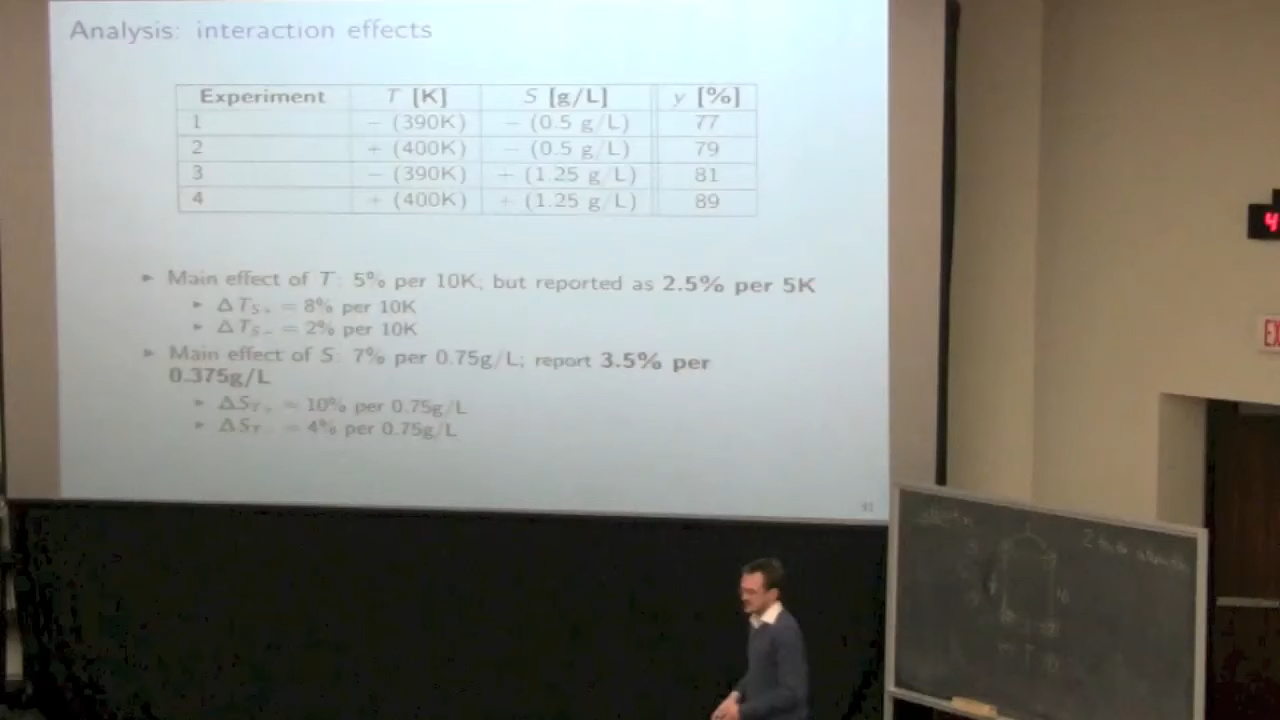 Analysis: interaction effects
Experiment T [K] S [g/L] y [%]
1 − (390K) − (0.5 g/L) 77
2 + (400K) − (0.5 g/L) 79
3 − (390K) + (1.25 g/L) 81
4 + (400K) + (1.25 g/L) 89
► Main effect of T: 5% per 10K; but reported as 2.5% per 5K
► ΔT_S+ = 8% per 10K
► ΔT_S− = 2% per 10K
► Main effect of S: 7% per 0.75g/L; report 3.5% per
0.375g/L
► ΔS_T+ = 10% per 0.75g/L
► ΔS_T = 4% per 0.75g/L
4
EX